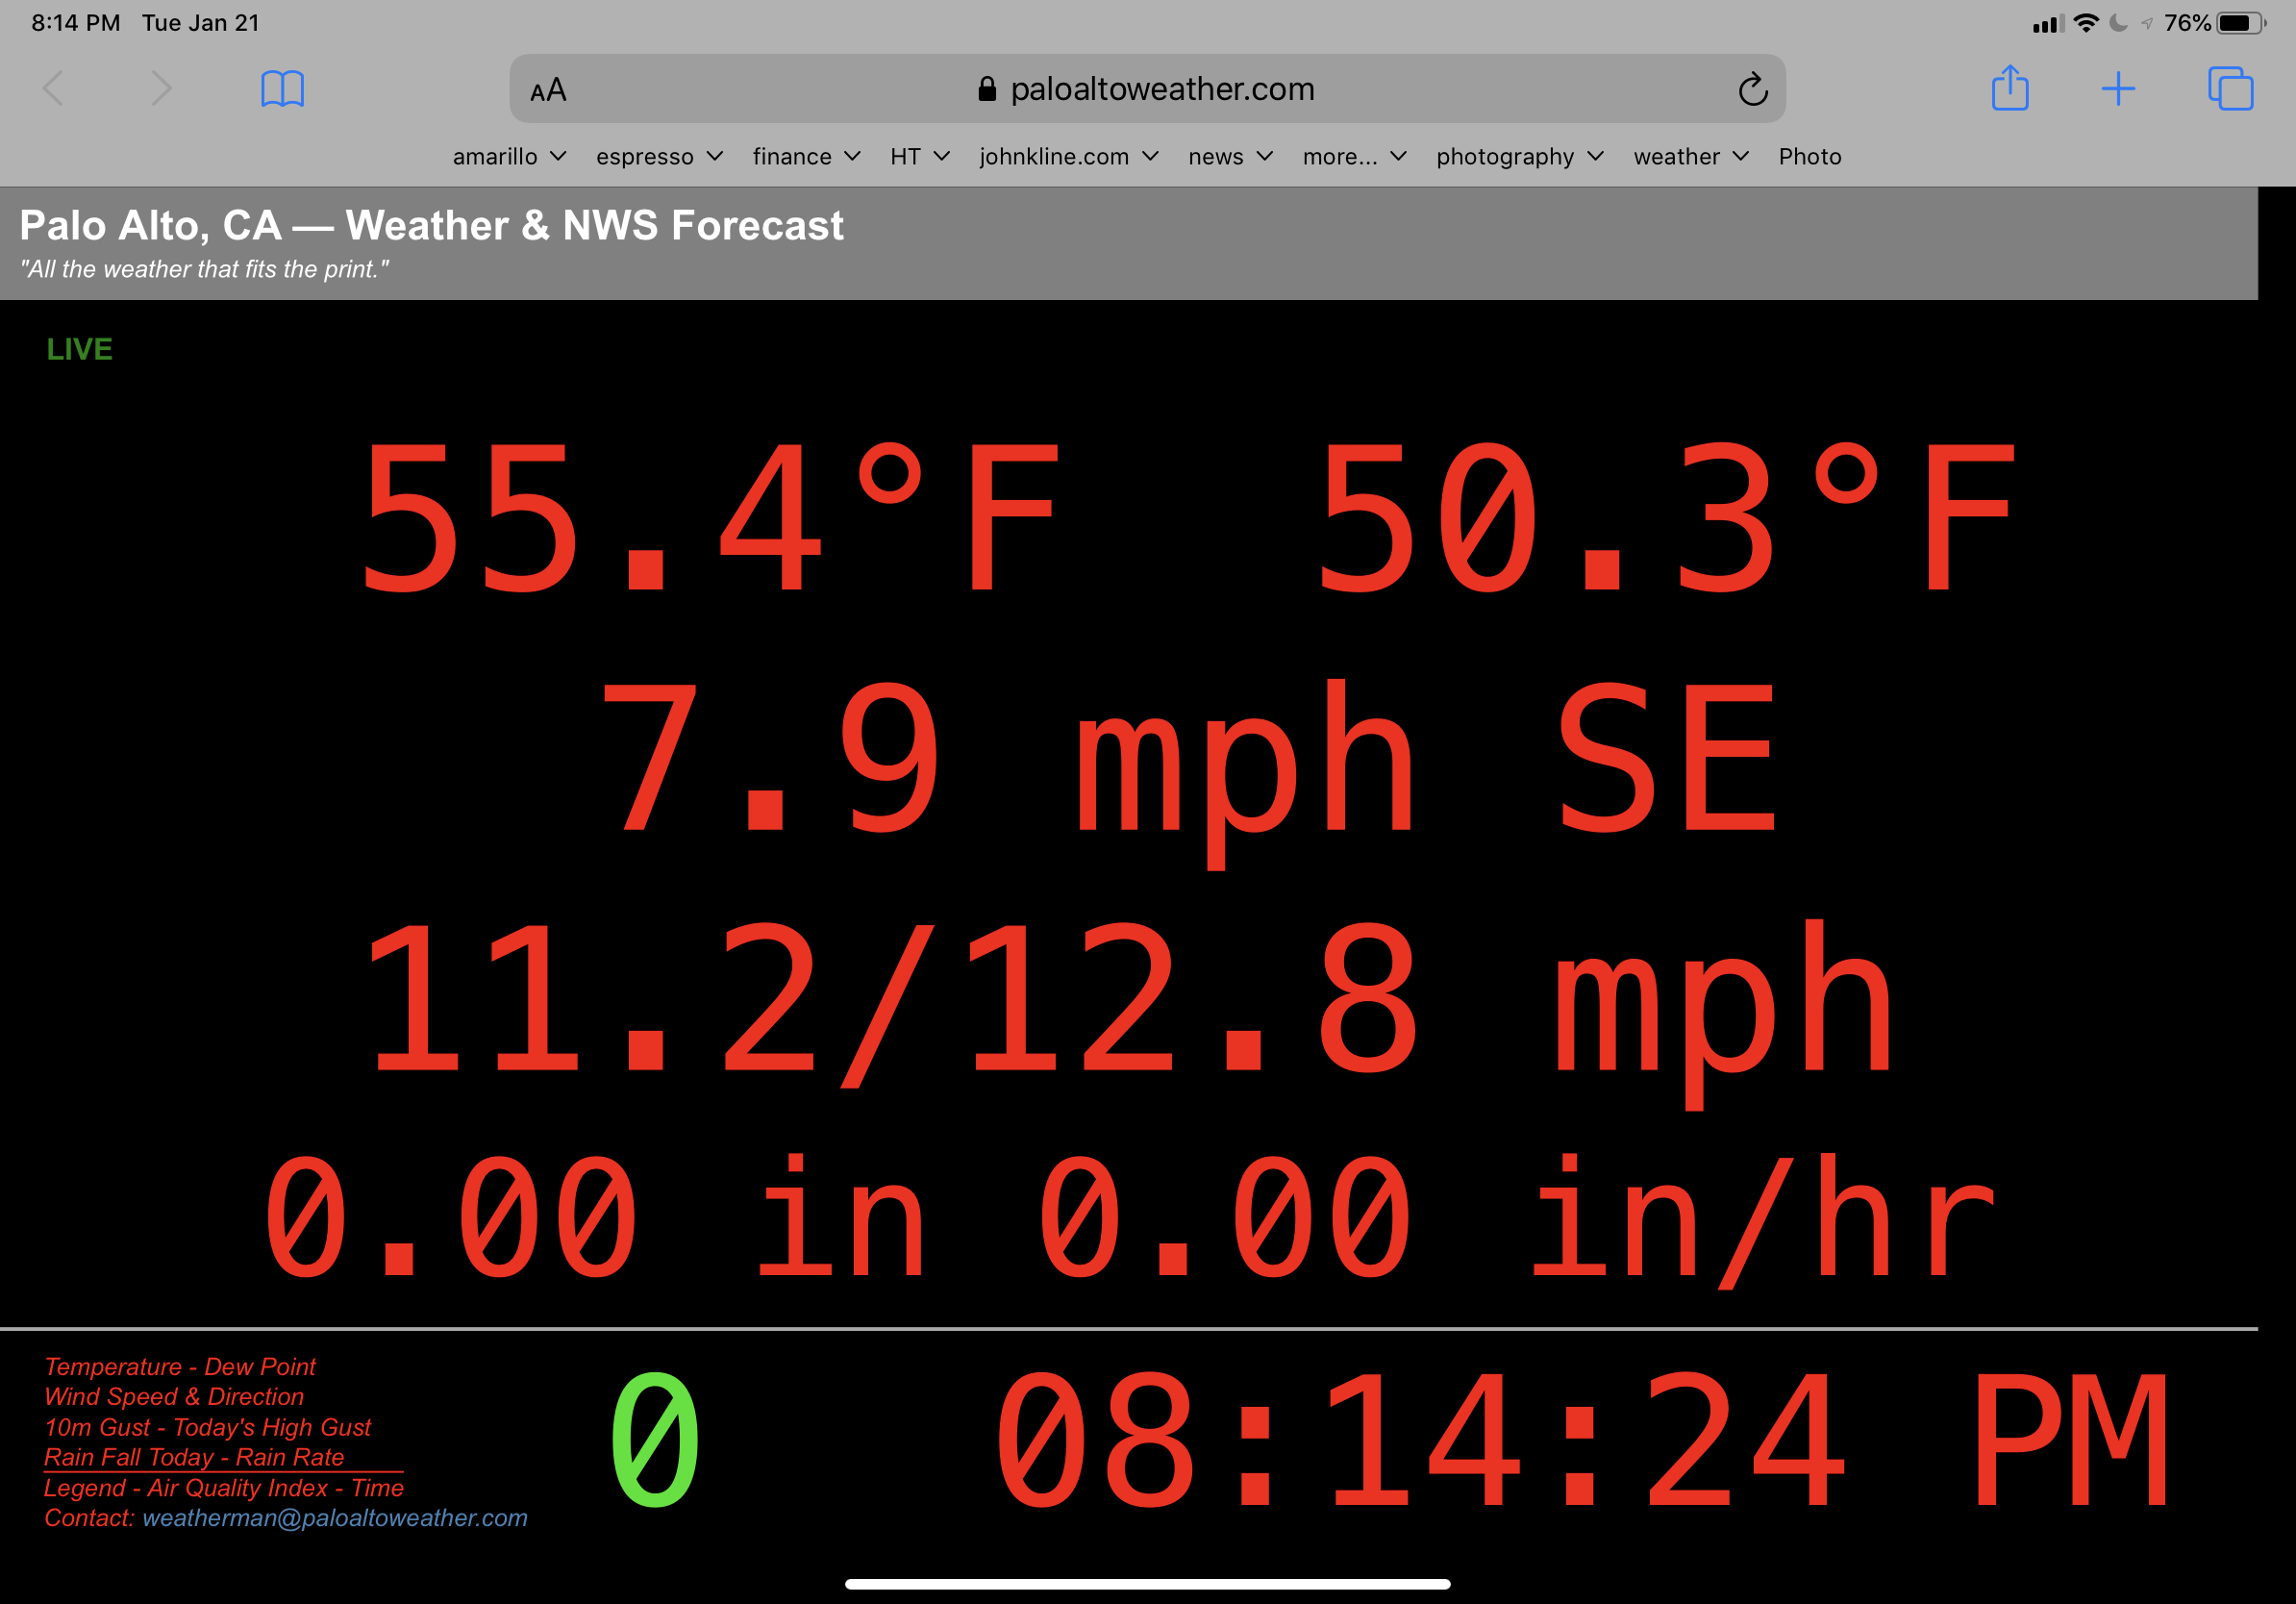 8:14 PM Tue Jan 21
76%
AA paloaltoweather.com
amarillo espresso finance HT johnkline.com news more... photography weather Photo
Palo Alto, CA — Weather & NWS Forecast
"All the weather that fits the print."
LIVE
55.4°F 50.3°F
7.9 mph SE
11.2/12.8 mph
0.00 in 0.00 in/hr
Temperature - Dew Point
Wind Speed & Direction
10m Gust - Today's High Gust
Rain Fall Today - Rain Rate
Legend - Air Quality Index - Time
Contact: weatherman@paloaltoweather.com
0 08:14:24 PM